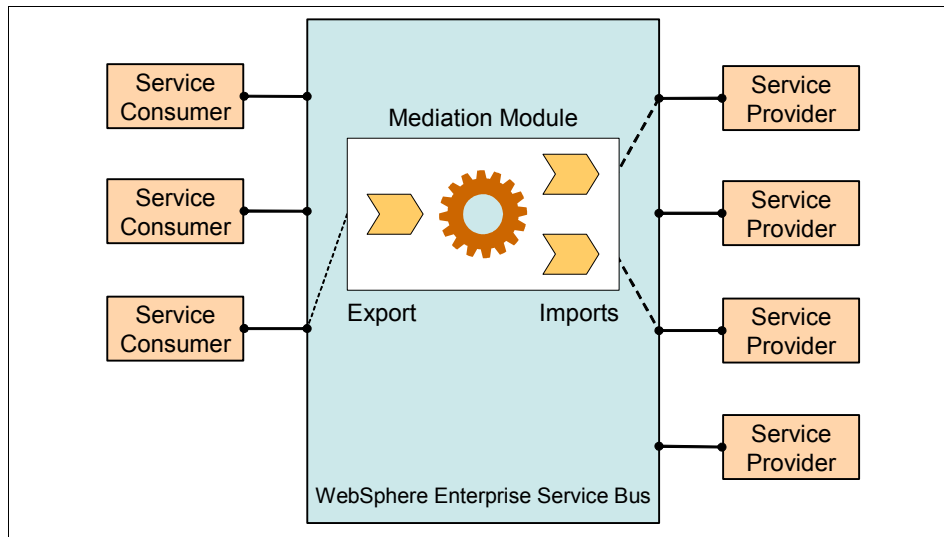 Service
Consumer
Service
Consumer
Service
Consumer
Mediation Module
Export
Imports
WebSphere Enterprise Service Bus
Service
Provider
Service
Provider
Service
Provider
Service
Provider